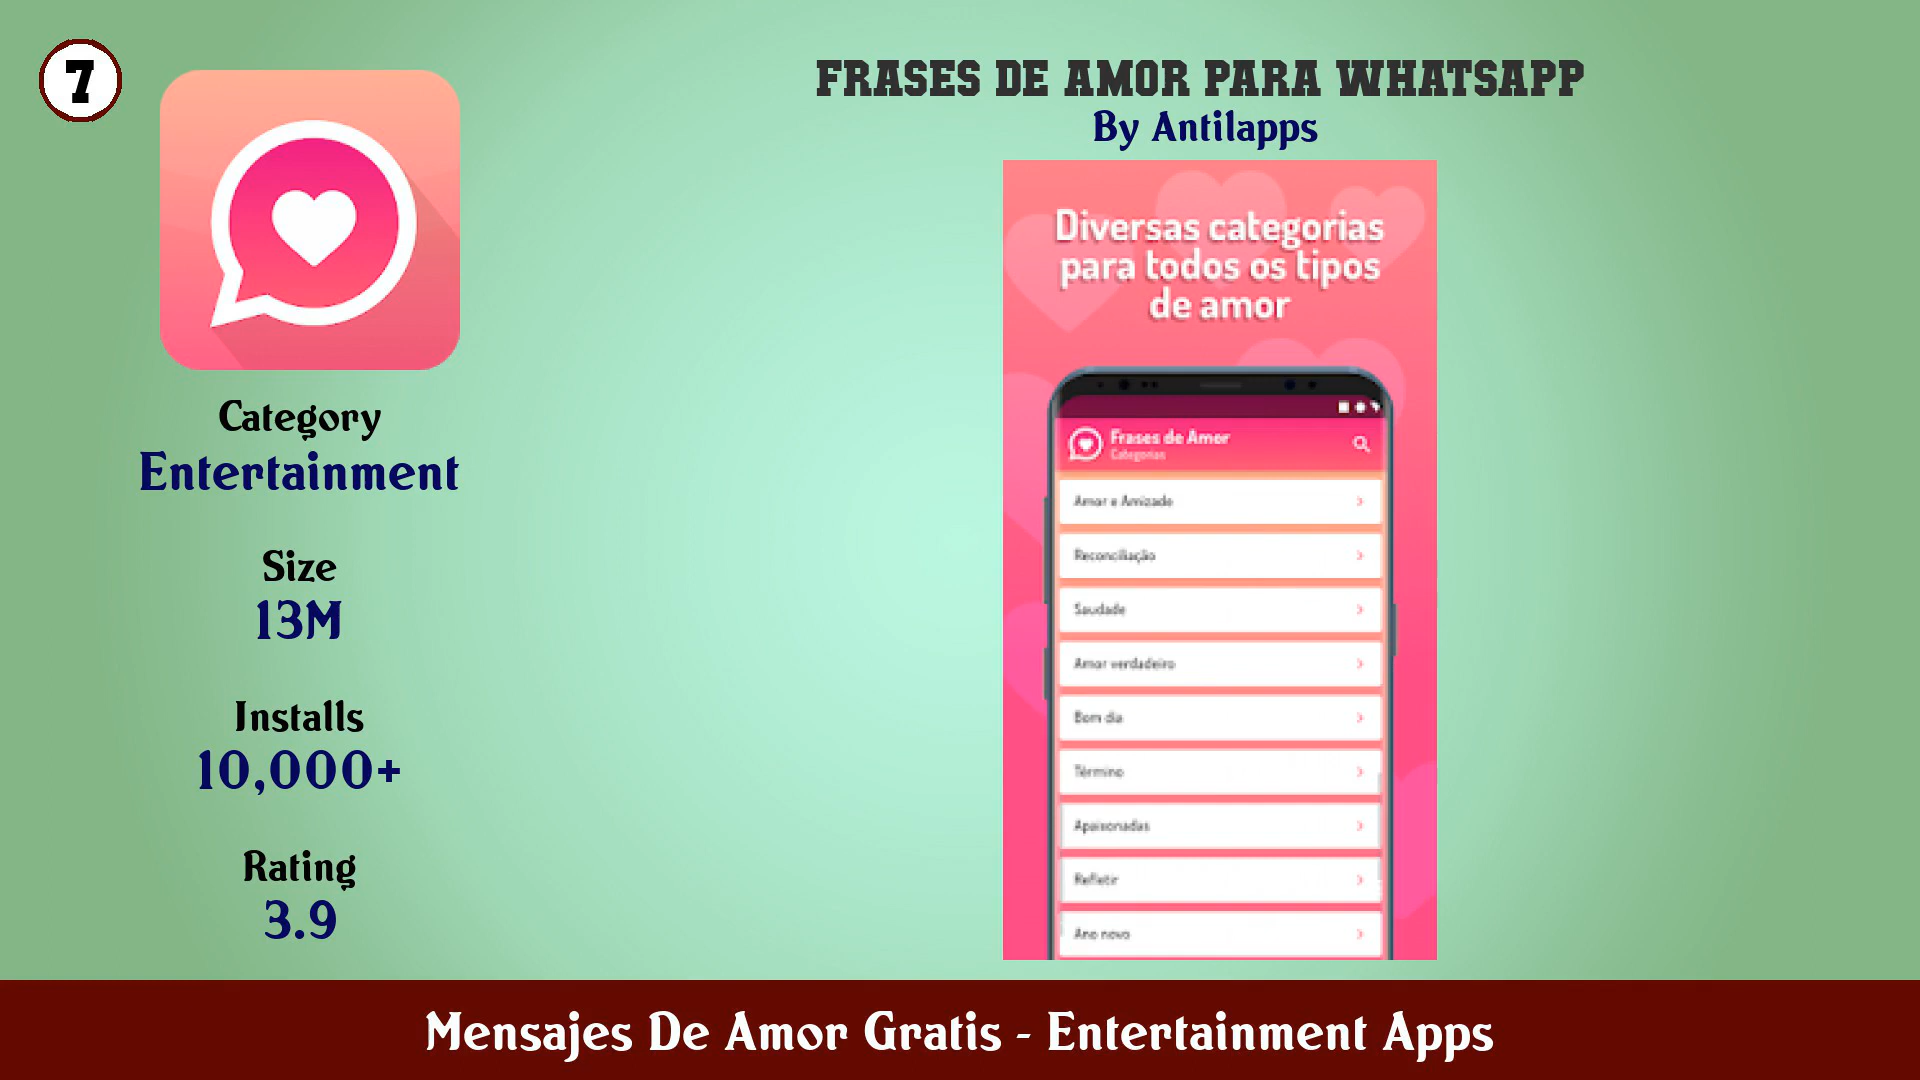 7
FRASES DE AMOR PARA WHATSAPP
By Antilapps
Category
Entertainment
Size
13M
Installs
10,000+
Rating
3.9
Diversas categorias
para todos os tipos
de amor
Frases de Amor
Categorias
Amor e Amizade
Reconciliação
Saudade
Amor verdadeiro
Bom dia
Término
Apaixonadas
Refletir
Ano novo
Mensajes De Amor Gratis - Entertainment Apps